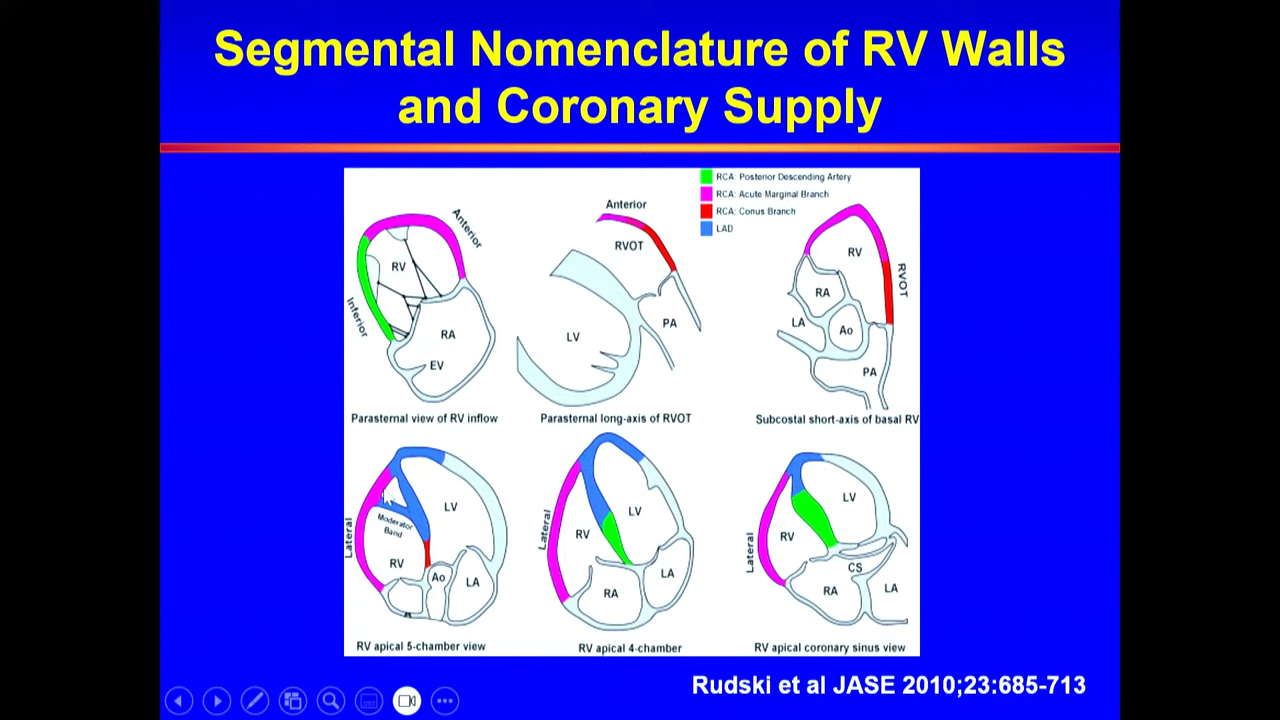 Segmental Nomenclature of RV Walls
and Coronary Supply
RCA: Posterior Descending Artery
RCA: Acute Marginal Branch
RCA: Conus Branch
LAD
Anterior
RV
Inferior
RA
EV
Parasternal view of RV inflow
Anterior
RVOT
LV
PA
Parasternal long-axis of RVOT
RV
RVOT
RA
LA
Ao
PA
Subcostal short-axis of basal RV
LV
Moderator
Band
Lateral
RV
Ao
LA
RV apical 5-chamber view
LV
Lateral
RV
LA
RA
RV apical 4-chamber
LV
Lateral
RV
CS
RA
LA
RV apical coronary sinus view
Rudski et al JASE 2010;23:685-713